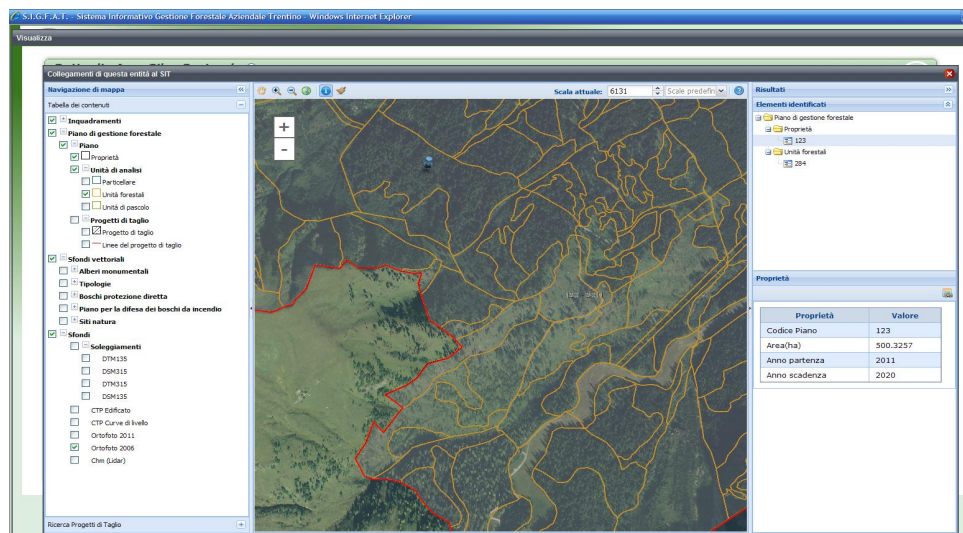 S.I.G.F.A.T. - Sistema Informativo Gestione Forestale Aziendale Trentino - Windows Internet Explorer
Visualizza
Collegamenti di questa entità al SIT
Navigazione di mappa
Tabella dei contenuti
Inquadramenti
Piano di gestione forestale
Piano
Proprietà
Unità di analisi
Particellare
Unità forestali
Unità di pascolo
Progetti di taglio
Progetto di taglio
Linee del progetto di taglio
Sfondi vettoriali
Alberi monumentali
Tipologie
Boschi protezione diretta
Piano per la difesa dei boschi da incendio
Siti natura
Sfondi
Soleggiamenti
DTM135
DSM315
DTM315
DSM135
CTP Edificato
CTP Curve di livello
Ortofoto 2011
Ortofoto 2006
Chm (Lidar)
Ricerca Progetti di Taglio
Scala attuale: 6131 Scale predefin
+
-
Risultati
Elementi identificati
Piano di gestione forestale
Proprietà
123
Unità forestali
284
Proprietà
Proprietà Valore
Codice Piano 123
Area(ha) 500.3257
Anno partenza 2011
Anno scadenza 2020